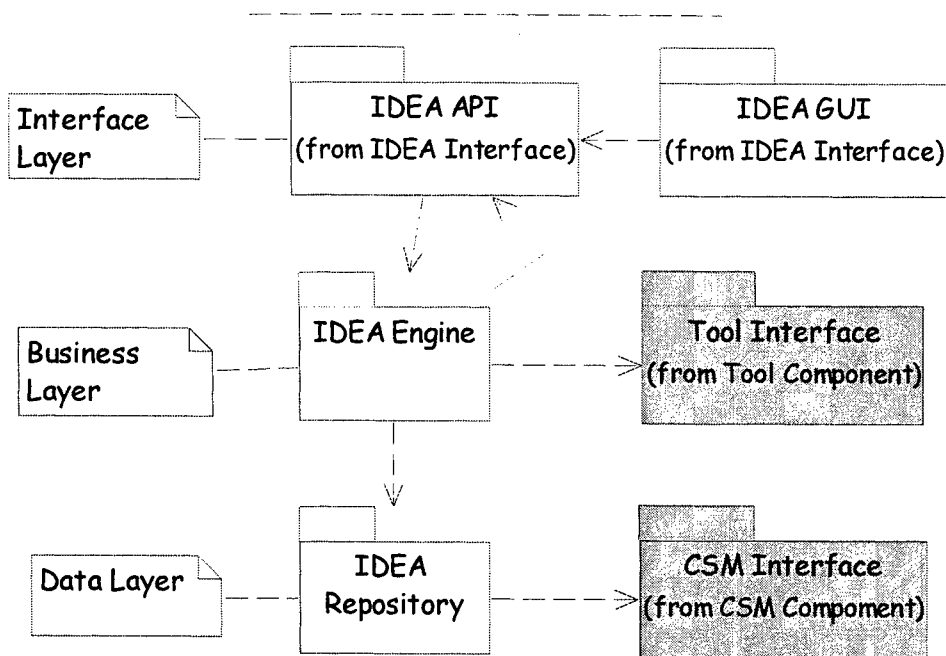 Interface
Layer
IDEA API
(from IDEA Interface)
IDEA GUI
(from IDEA Interface)
Business
Layer
IDEA Engine
Tool Interface
(from Tool Component)
Data Layer
IDEA
Repository
CSM Interface
(from CSM Compoment)